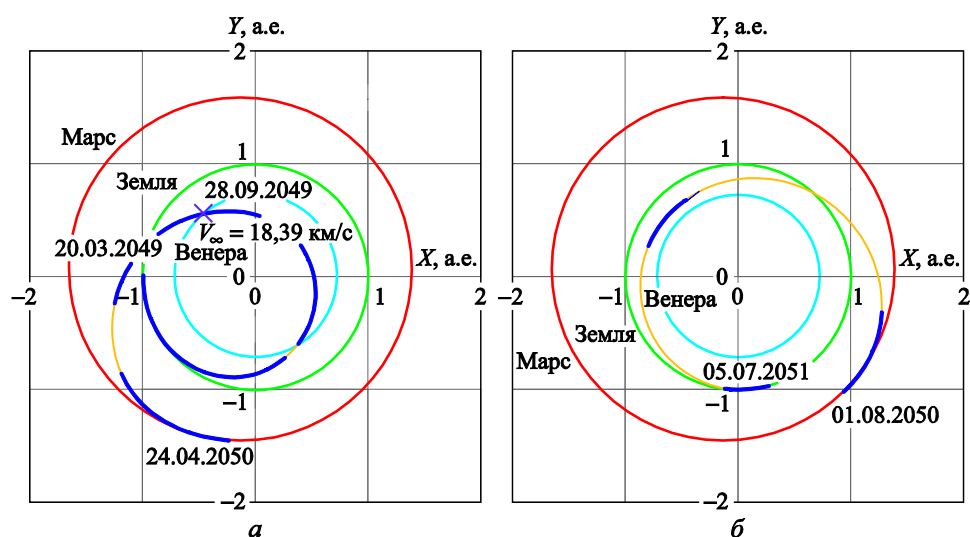 Y, а.е.
2
Марс
1
Земля
28.09.2049
V∞ = 18,39 км/с
20.03.2049
Венера
X, а.е.
0
−2
−1
0
1
2
−1
24.04.2050
−2
а
Y, а.е.
2
1
X, а.е.
0
−2
−1
0
1
2
Венера
Земля
Марс
05.07.2051
−1
01.08.2050
−2
б